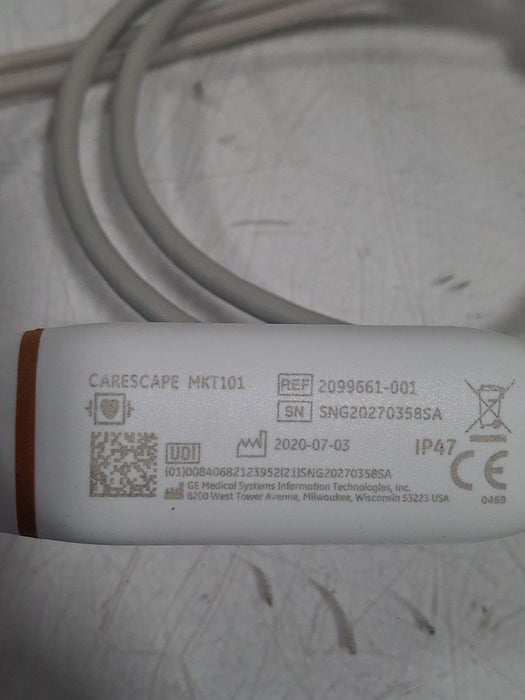 CARESCAPE MKT101
REF 2099661-001
SN SNG20270358SA
UDI
2020-07-03
IP47
(01)00840682123952(21)SNG20270358SA
GE Medical Systems Information Technologies, Inc.
8200 West Tower Avenue, Milwaukee, Wisconsin 53223 USA
CE
0459